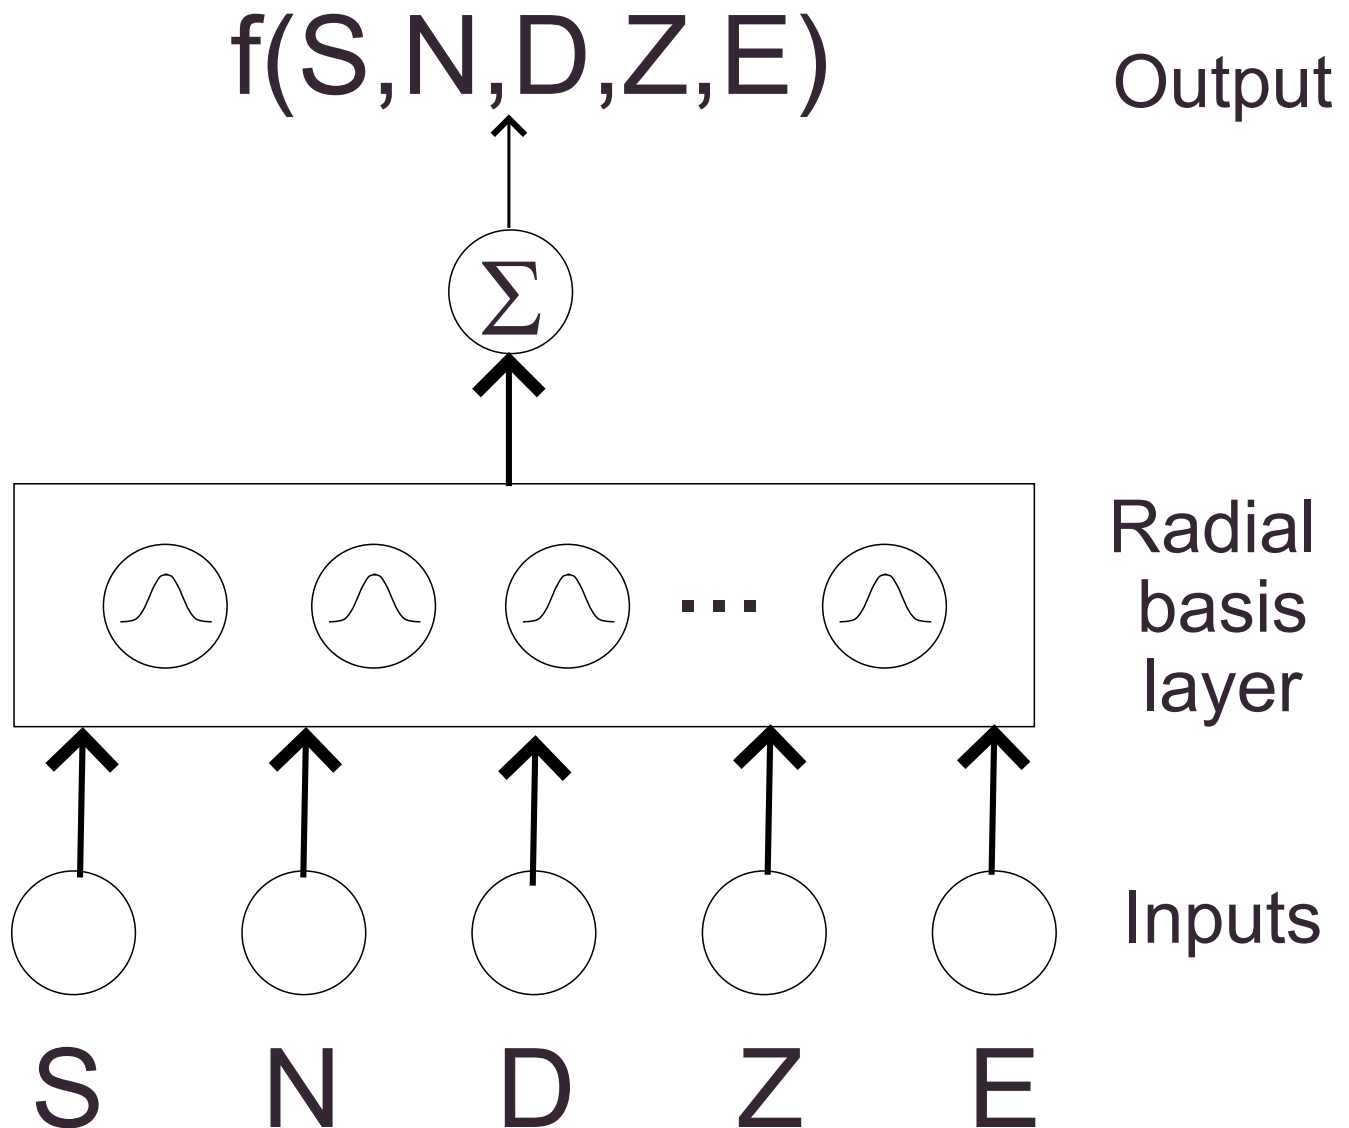 f(S,N,D,Z,E)
Output
Σ
Radial
basis
layer
...
Inputs
S N D Z E